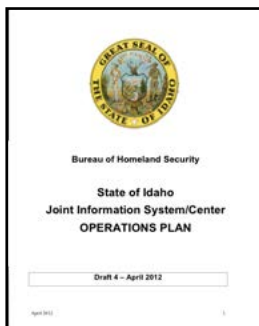 GREAT SEAL OF
THE STATE OF IDAHO
Bureau of Homeland Security
State of Idaho
Joint Information System/Center
OPERATIONS PLAN
Draft 4 – April 2012
April 2012 1